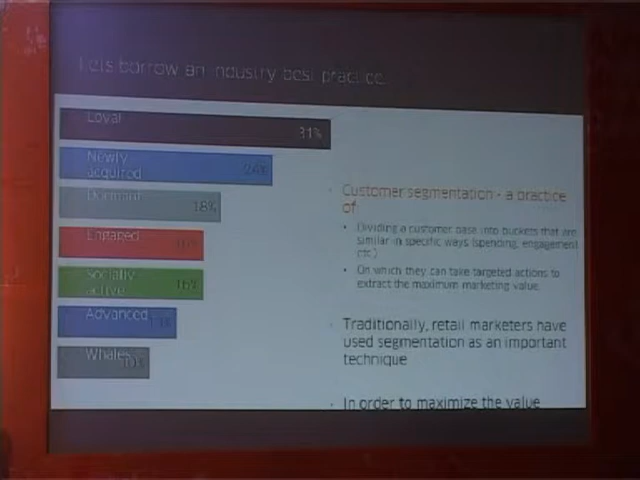 Lets borrow an industry best practice
Loyal
31%
Newly
acquired
24%
Dormant
18%
Engaged
16%
Socially
active
16%
Advanced
Whales
10%
Customer segmentation - a practice
of
Dividing a customer base into buckets that are
similar in specific ways (spending, engagement
etc.)
On which they can take targeted actions to
extract the maximum marketing value
Traditionally, retail marketers have
used segmentation as an important
technique
In order to maximize the value